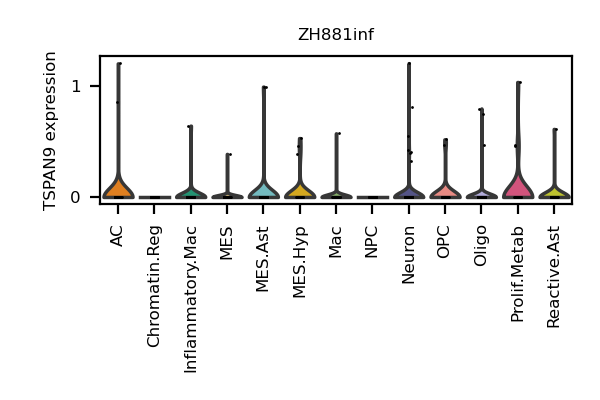 ZH881inf
TSPAN9 expression
1
0
AC
Chromatin.Reg
Inflammatory.Mac
MES
MES.Ast
MES.Hyp
Mac
NPC
Neuron
OPC
Oligo
Prolif.Metab
Reactive.Ast